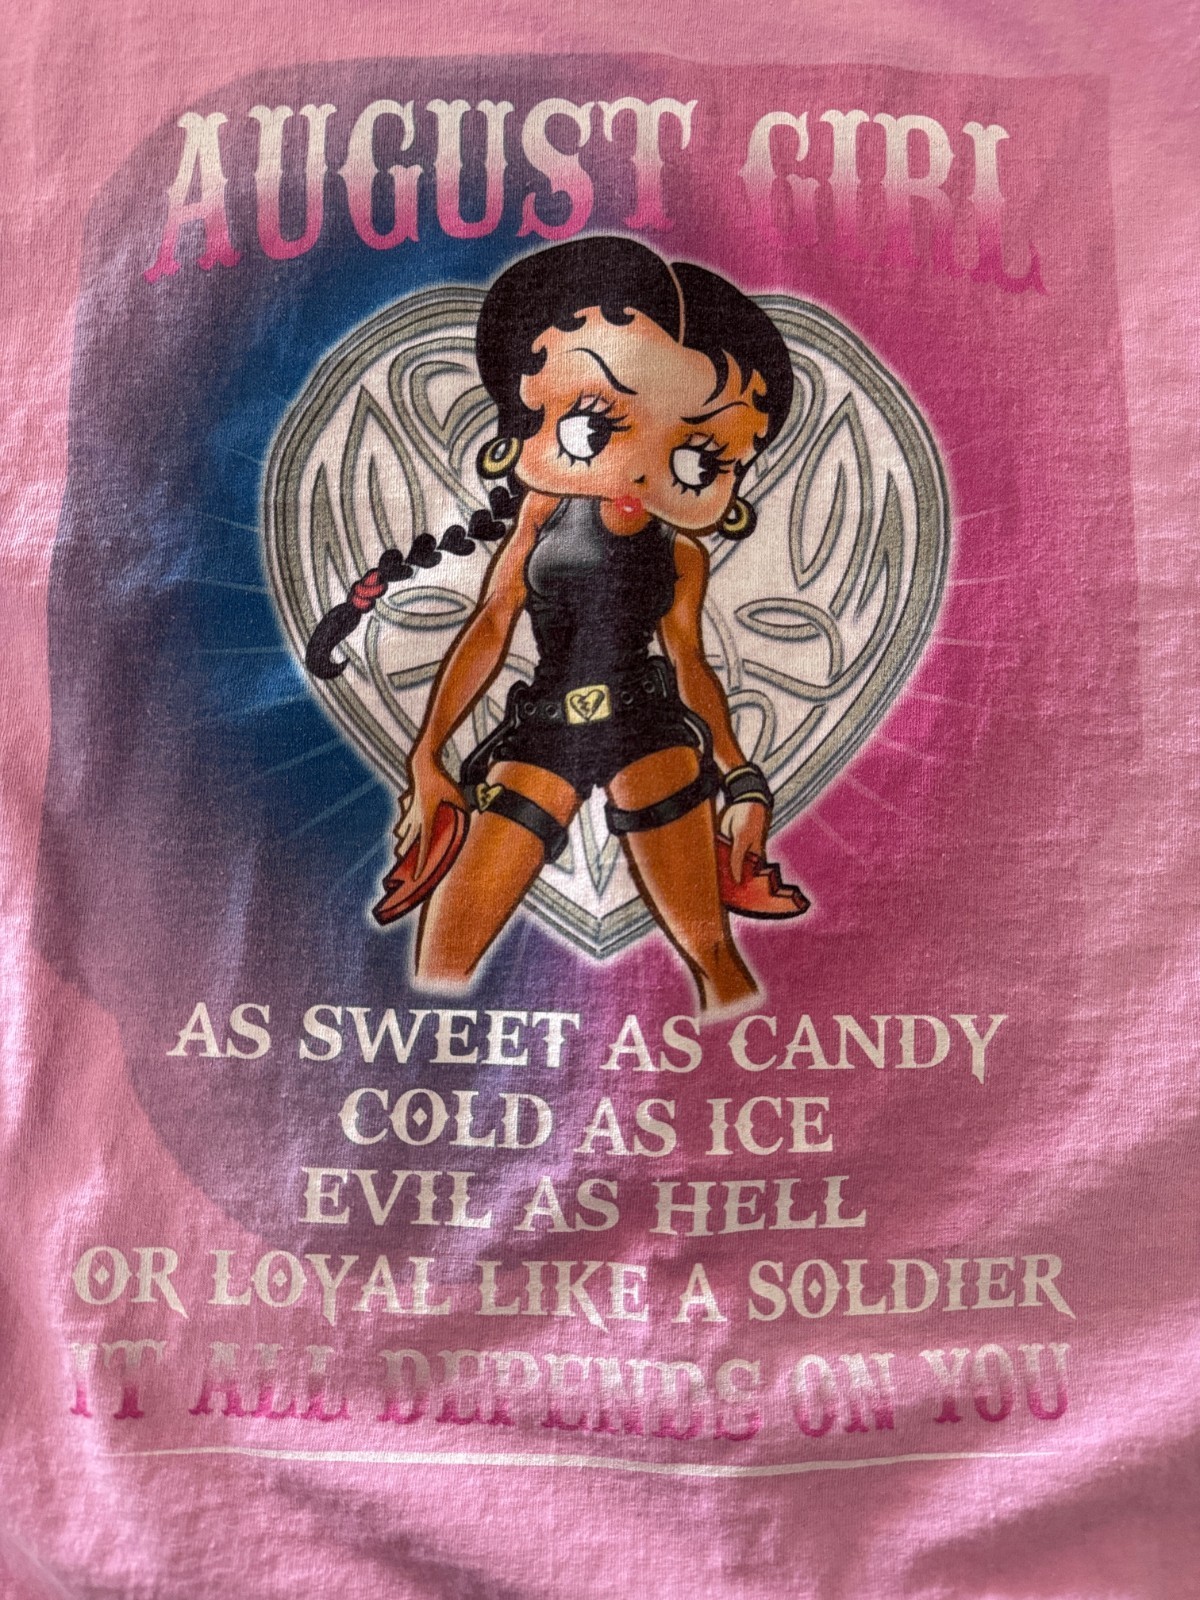 AUGUST GIRL
AS SWEET AS CANDY
COLD AS ICE
EVIL AS HELL
OR LOYAL LIKE A SOLDIER
IT ALL DEPENDS ON YOU